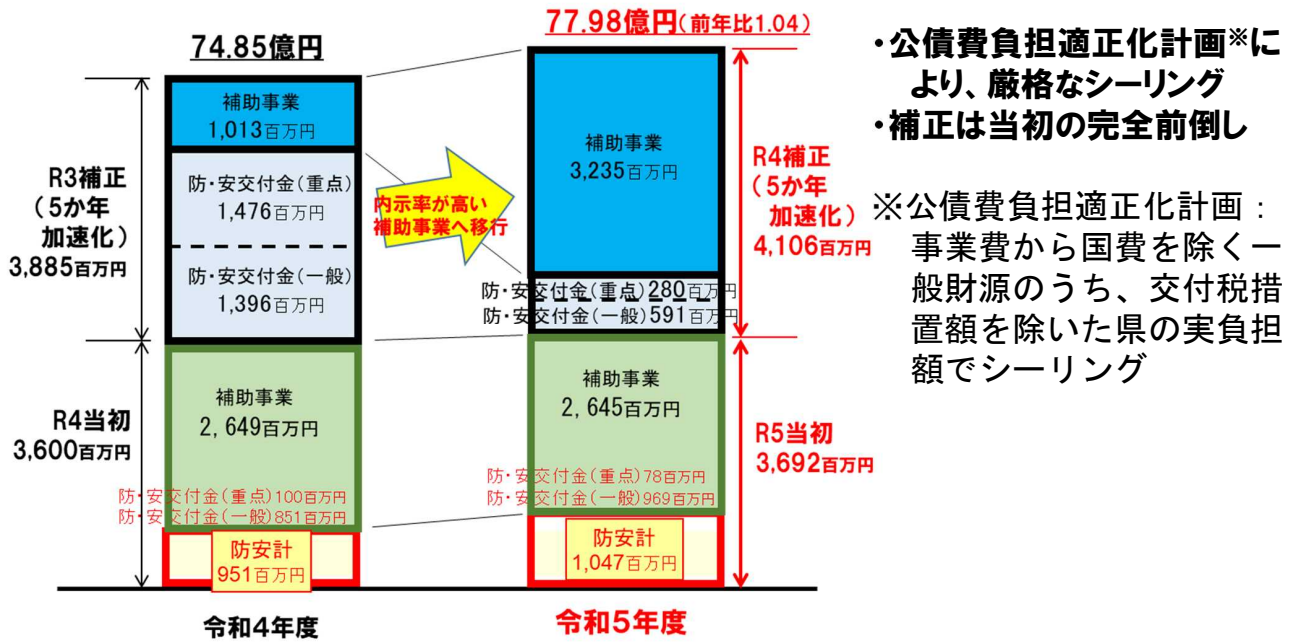 74.85億円
77.98億円(前年比1.04)
補助事業
1,013百万円
R3補正
(5か年
加速化)
3,885百万円
防・安交付金(重点)
1,476百万円
防・安交付金(一般)
1,396百万円
内示率が高い
補助事業へ移行
補助事業
3,235百万円
防・安交付金(重点)280百万円
防・安交付金(一般)591百万円
R4補正
(5か年
加速化)
4,106百万円
R4当初
3,600百万円
補助事業
2,649百万円
防・安交付金(重点)100百万円
防・安交付金(一般)851百万円
防安計
951百万円
補助事業
2,645百万円
防・安交付金(重点)78百万円
防・安交付金(一般)969百万円
防安計
1,047百万円
R5当初
3,692百万円
令和4年度
令和5年度
・公債費負担適正化計画※に
より、厳格なシーリング
・補正は当初の完全前倒し
※公債費負担適正化計画:
事業費から国費を除く一
般財源のうち、交付税措
置額を除いた県の実負担
額でシーリング